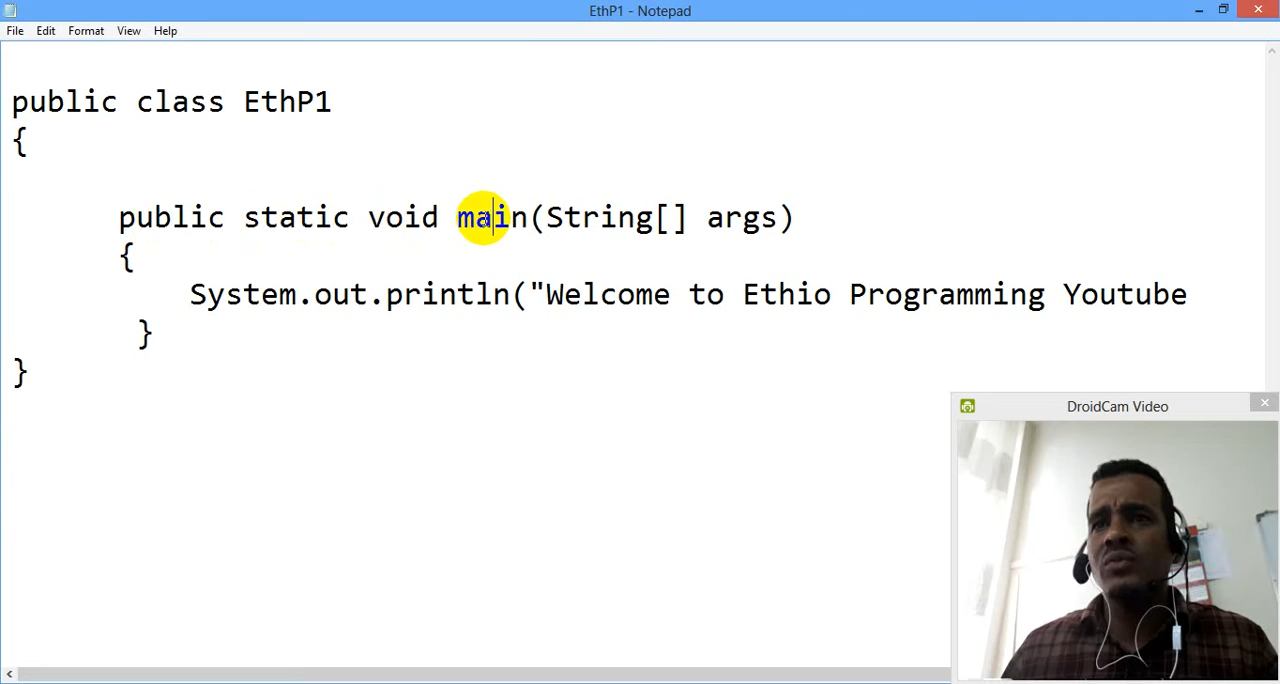 EthP1 - Notepad
File Edit Format View Help
public class EthP1
{
public static void main(String[] args)
{
System.out.println("Welcome to Ethio Programming Youtube
}
}
DroidCam Video